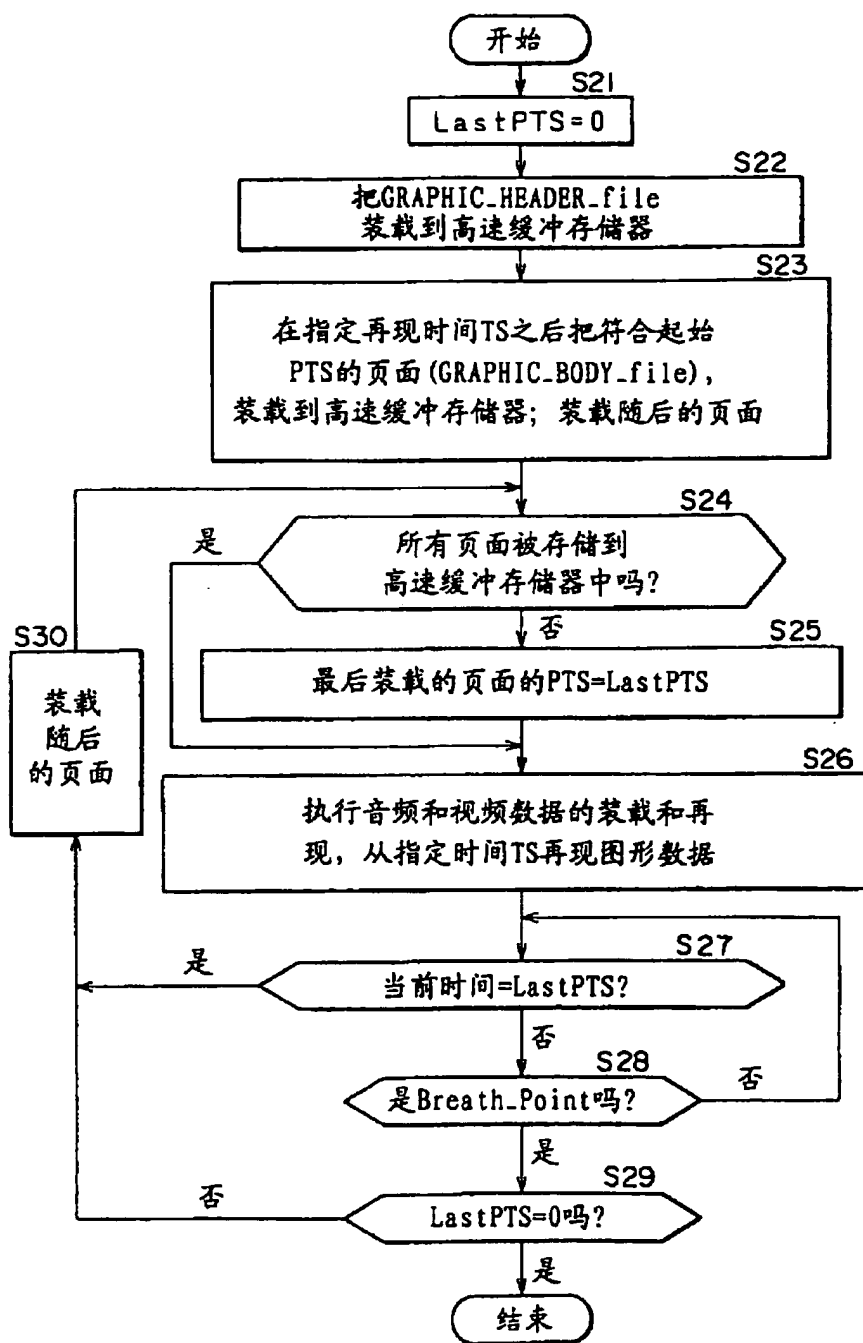 开始
S21
LastPTS=0
S22
把GRAPHIC_HEADER_file
装载到高速缓冲存储器
S23
在指定再现时间TS之后把符合起始
PTS的页面(GRAPHIC_BODY_file),
装载到高速缓冲存储器; 装载随后的页面
S24
是
所有页面被存储到
高速缓冲存储器中吗?
否
S30
装载
随后
的页面
S25
最后装载的页面的PTS=LastPTS
S26
执行音频和视频数据的装载和再
现, 从指定时间TS再现图形数据
S27
是
当前时间=LastPTS?
否
S28
是Breath_Point吗?
否
是
S29
否
LastPTS=0吗?
是
结束